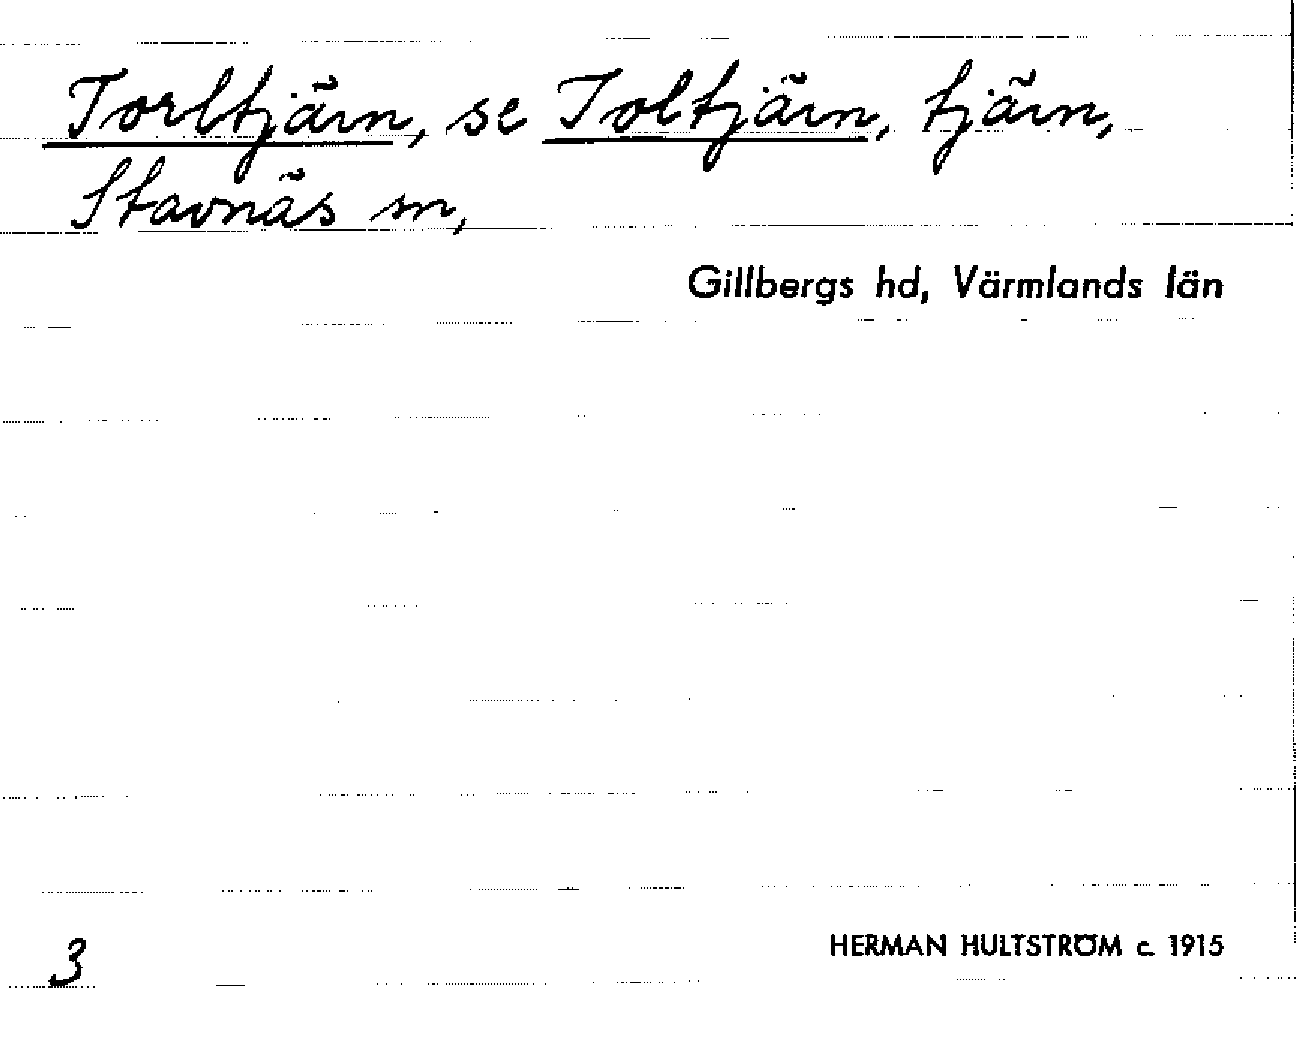 Torltjärn, se Toltjärn, tjärn,
Stavnäs sn,
Gillbergs hd, Värmlands län
3
HERMAN HULTSTRÖM c. 1915